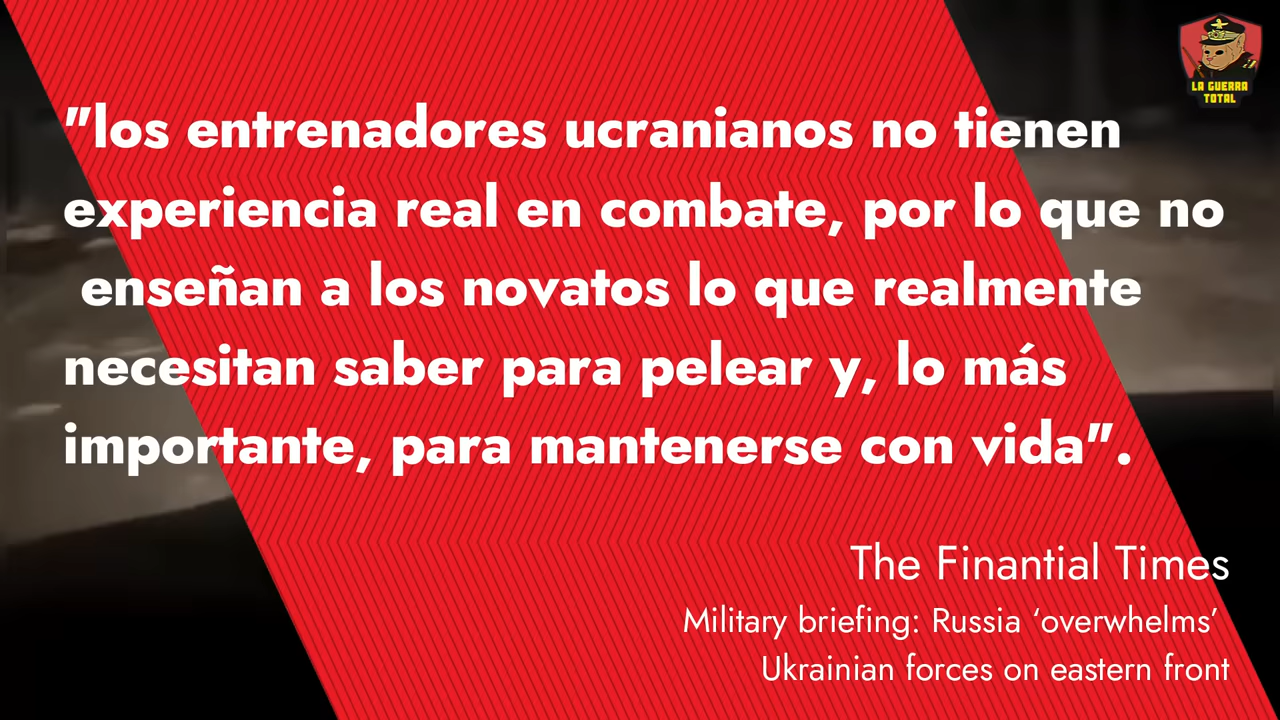 LA GUERRA
TOTAL
"los entrenadores ucranianos no tienen
experiencia real en combate, por lo que no
enseñan a los novatos lo que realmente
necesitan saber para pelear y, lo más
importante, para mantenerse con vida".
The Finantial Times
Military briefing: Russia ‘overwhelms’
Ukrainian forces on eastern front